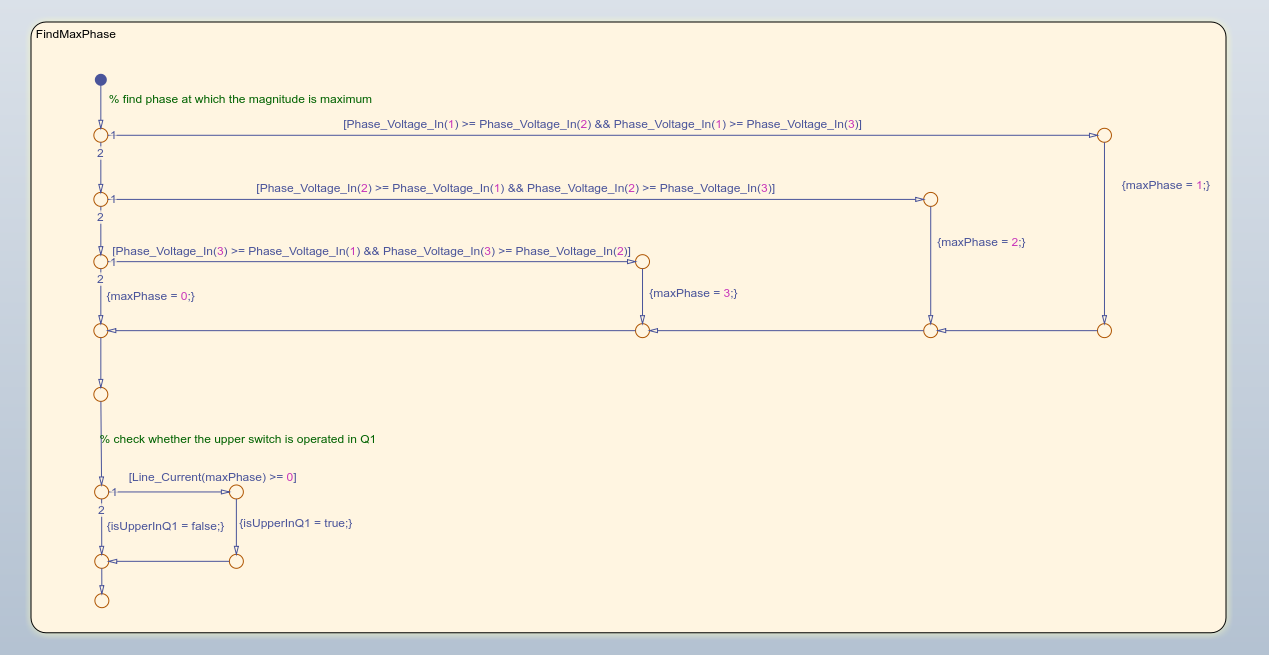 FindMaxPhase
% find phase at which the magnitude is maximum
[Phase_Voltage_In(1) >= Phase_Voltage_In(2) && Phase_Voltage_In(1) >= Phase_Voltage_In(3)]
1
2
{maxPhase = 1;}
[Phase_Voltage_In(2) >= Phase_Voltage_In(1) && Phase_Voltage_In(2) >= Phase_Voltage_In(3)]
1
2
{maxPhase = 2;}
[Phase_Voltage_In(3) >= Phase_Voltage_In(1) && Phase_Voltage_In(3) >= Phase_Voltage_In(2)]
1
2
{maxPhase = 3;}
{maxPhase = 0;}
% check whether the upper switch is operated in Q1
[Line_Current(maxPhase) >= 0]
1
2
{isUpperInQ1 = false;}
{isUpperInQ1 = true;}